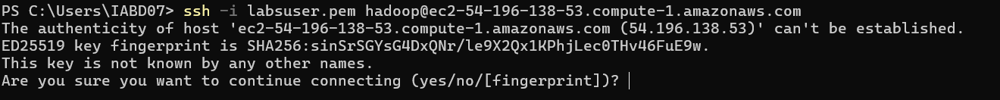 PS C:\Users\IABD07> ssh -i labsuser.pem hadoop@ec2-54-196-138-53.compute-1.amazonaws.com
The authenticity of host 'ec2-54-196-138-53.compute-1.amazonaws.com (54.196.138.53)' can't be established.
ED25519 key fingerprint is SHA256:sinSrSGYsG4DxQNr/le9X2Qx1KPhjLec0THv46FuE9w.
This key is not known by any other names.
Are you sure you want to continue connecting (yes/no/[fingerprint])?